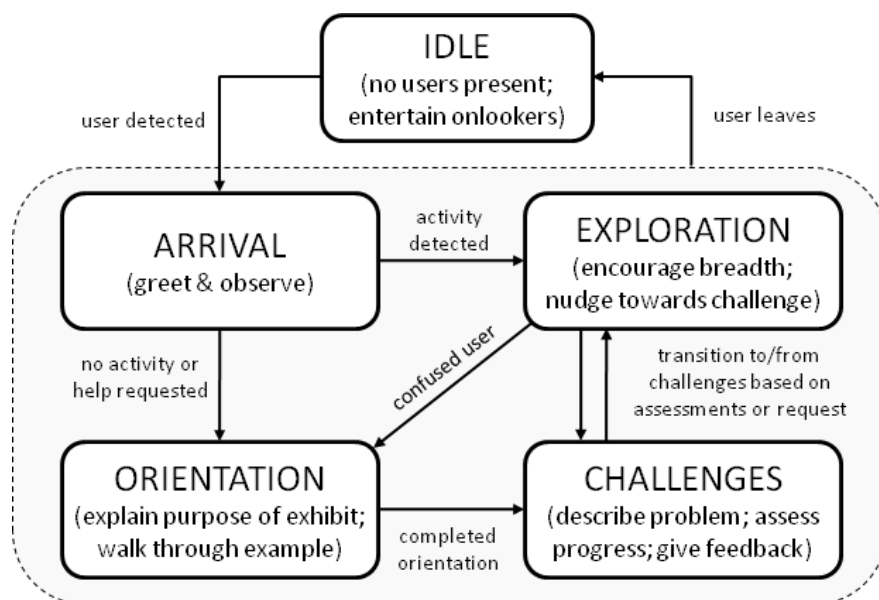 IDLE
(no users present;
entertain onlookers)
user detected
user leaves
ARRIVAL
(greet & observe)
activity
detected
EXPLORATION
(encourage breadth;
nudge towards challenge)
no activity or
help requested
confused user
transition to/from
challenges based on
assessments or request
ORIENTATION
(explain purpose of exhibit;
walk through example)
completed
orientation
CHALLENGES
(describe problem; assess
progress; give feedback)